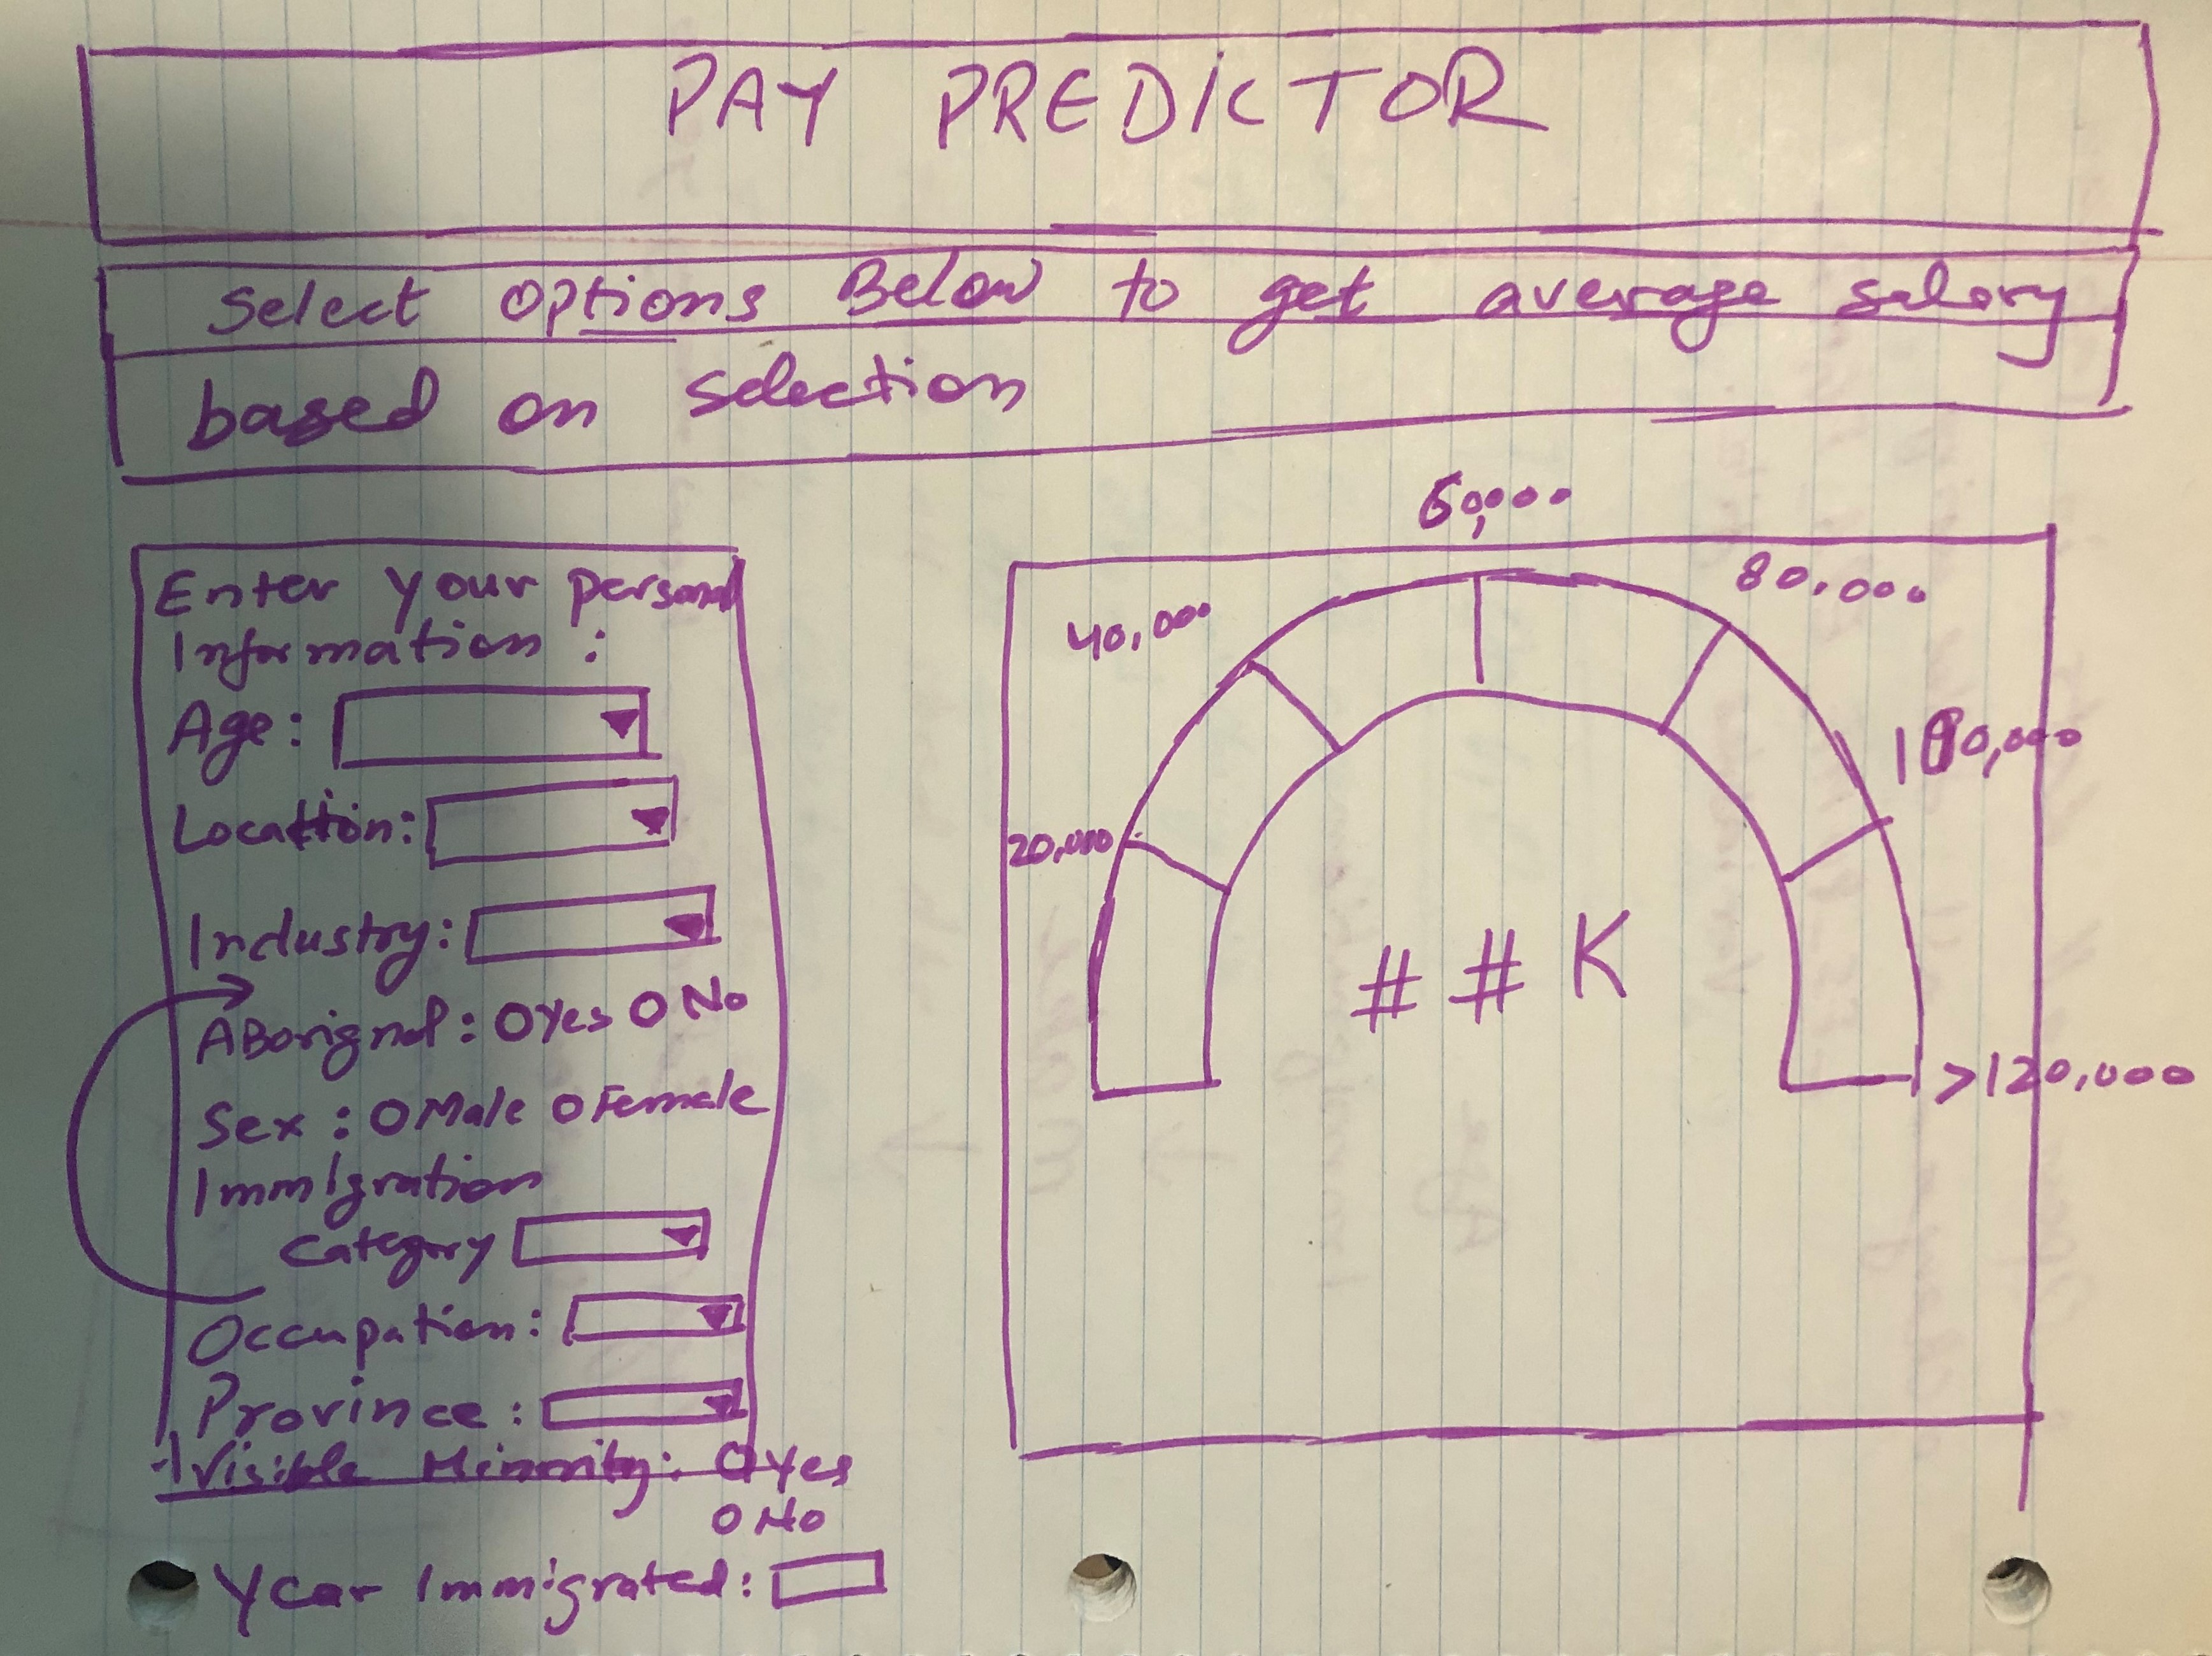 PAY PREDICTOR
Select Options Below to get average salary
based on selection
Enter your personal
Information :
Age:
Location:
Industry:
ABorignal : O Yes O No
Sex : O Male O Female
Immigration
Category
Occupation:
Province :
Visible Minority: O Yes
O No
Year Immigrated:
60,000
40,000
80,000
100,000
20,000
##K
>120,000